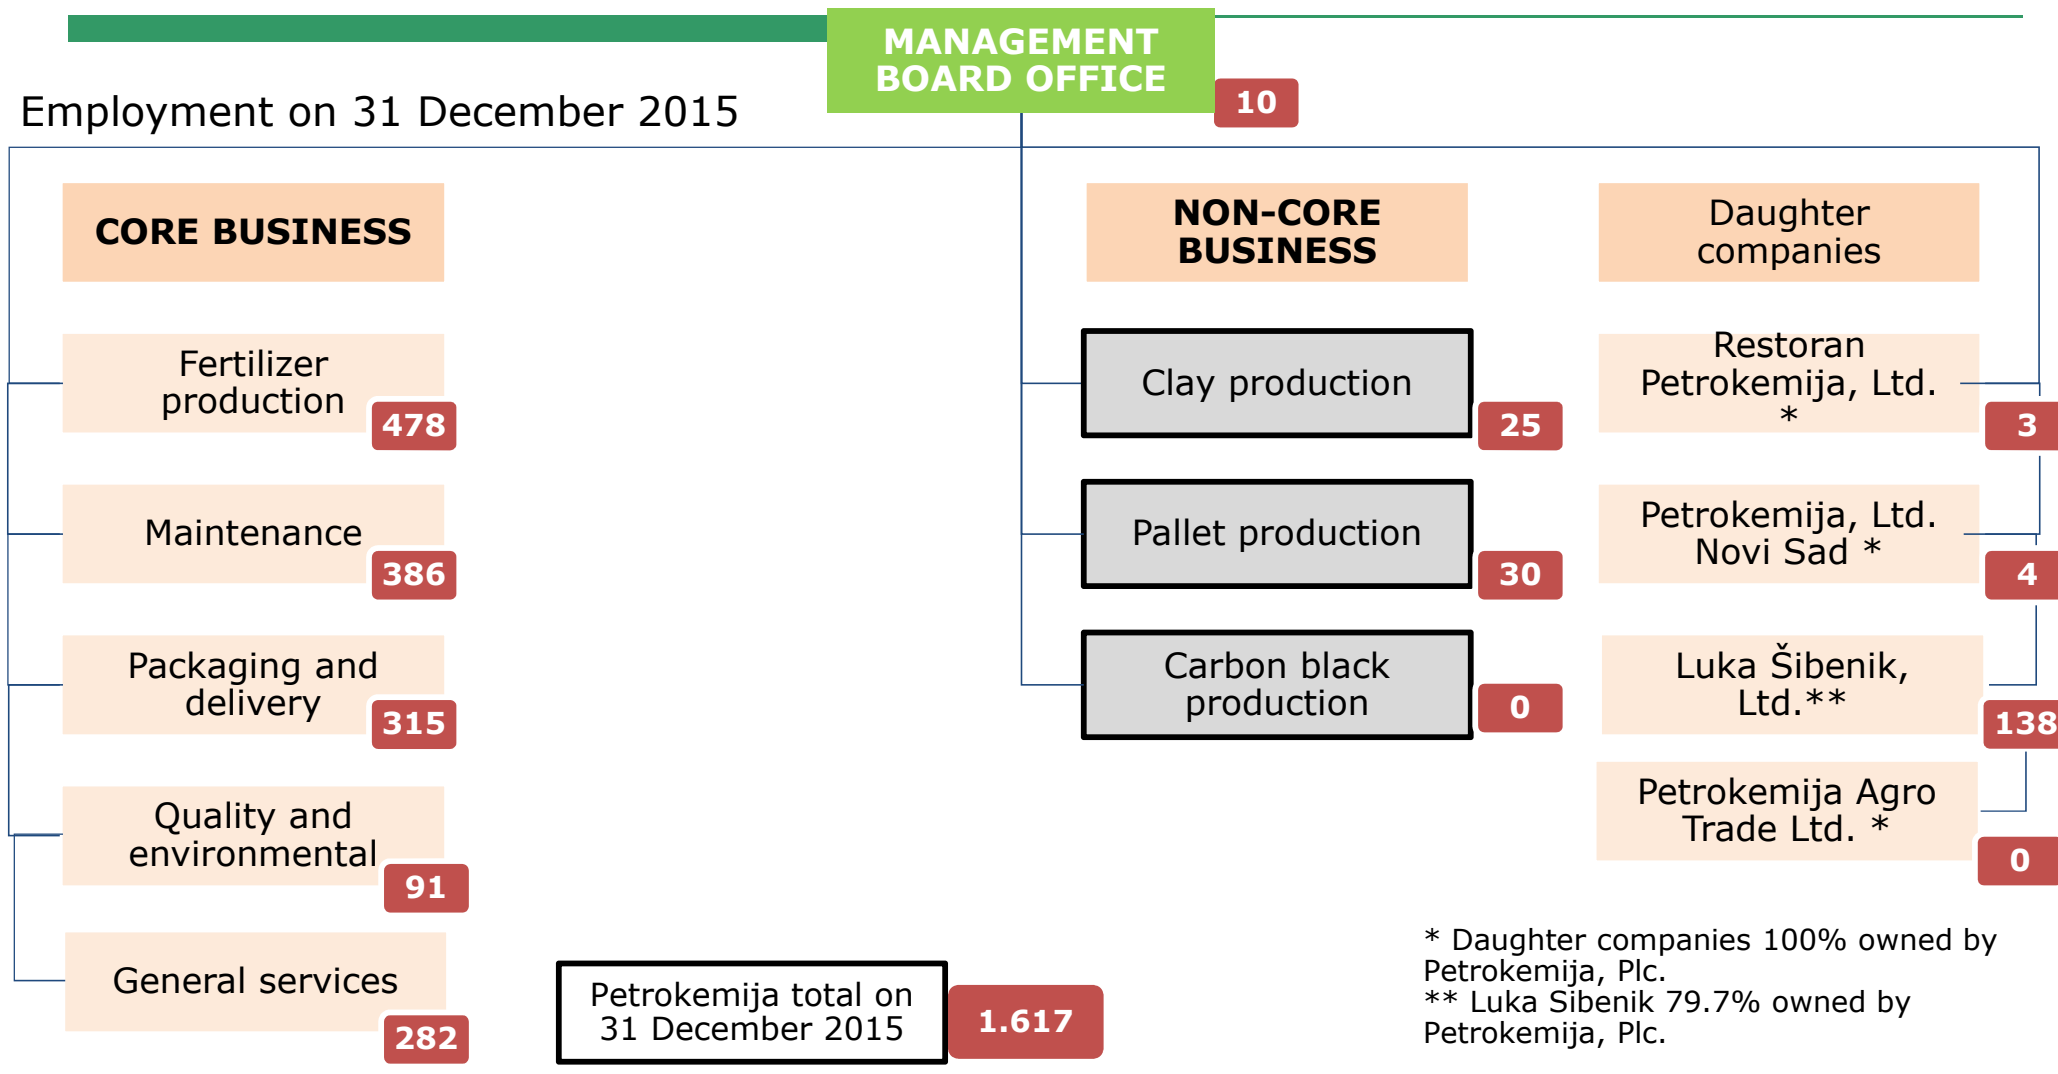 MANAGEMENT
BOARD OFFICE
10
Employment on 31 December 2015
CORE BUSINESS
Fertilizer
production
478
Maintenance
386
Packaging and
delivery
315
Quality and
environmental
91
General services
282
NON-CORE
BUSINESS
Clay production
25
Pallet production
30
Carbon black
production
0
Daughter
companies
Restoran
Petrokemija, Ltd.
*
3
Petrokemija, Ltd.
Novi Sad *
4
Luka Šibenik,
Ltd.**
138
Petrokemija Agro
Trade Ltd. *
0
Petrokemija total on
31 December 2015
1.617
* Daughter companies 100% owned by
Petrokemija, Plc.
** Luka Sibenik 79.7% owned by
Petrokemija, Plc.